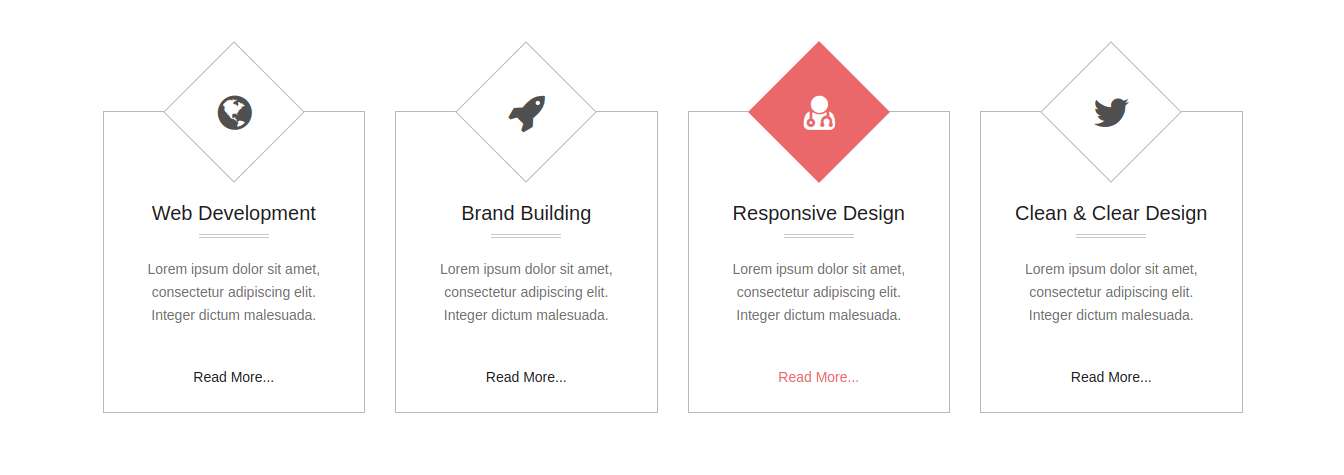 Web Development
Lorem ipsum dolor sit amet,
consectetur adipiscing elit.
Integer dictum malesuada.
Read More...
Brand Building
Lorem ipsum dolor sit amet,
consectetur adipiscing elit.
Integer dictum malesuada.
Read More...
Responsive Design
Lorem ipsum dolor sit amet,
consectetur adipiscing elit.
Integer dictum malesuada.
Read More...
Clean & Clear Design
Lorem ipsum dolor sit amet,
consectetur adipiscing elit.
Integer dictum malesuada.
Read More...